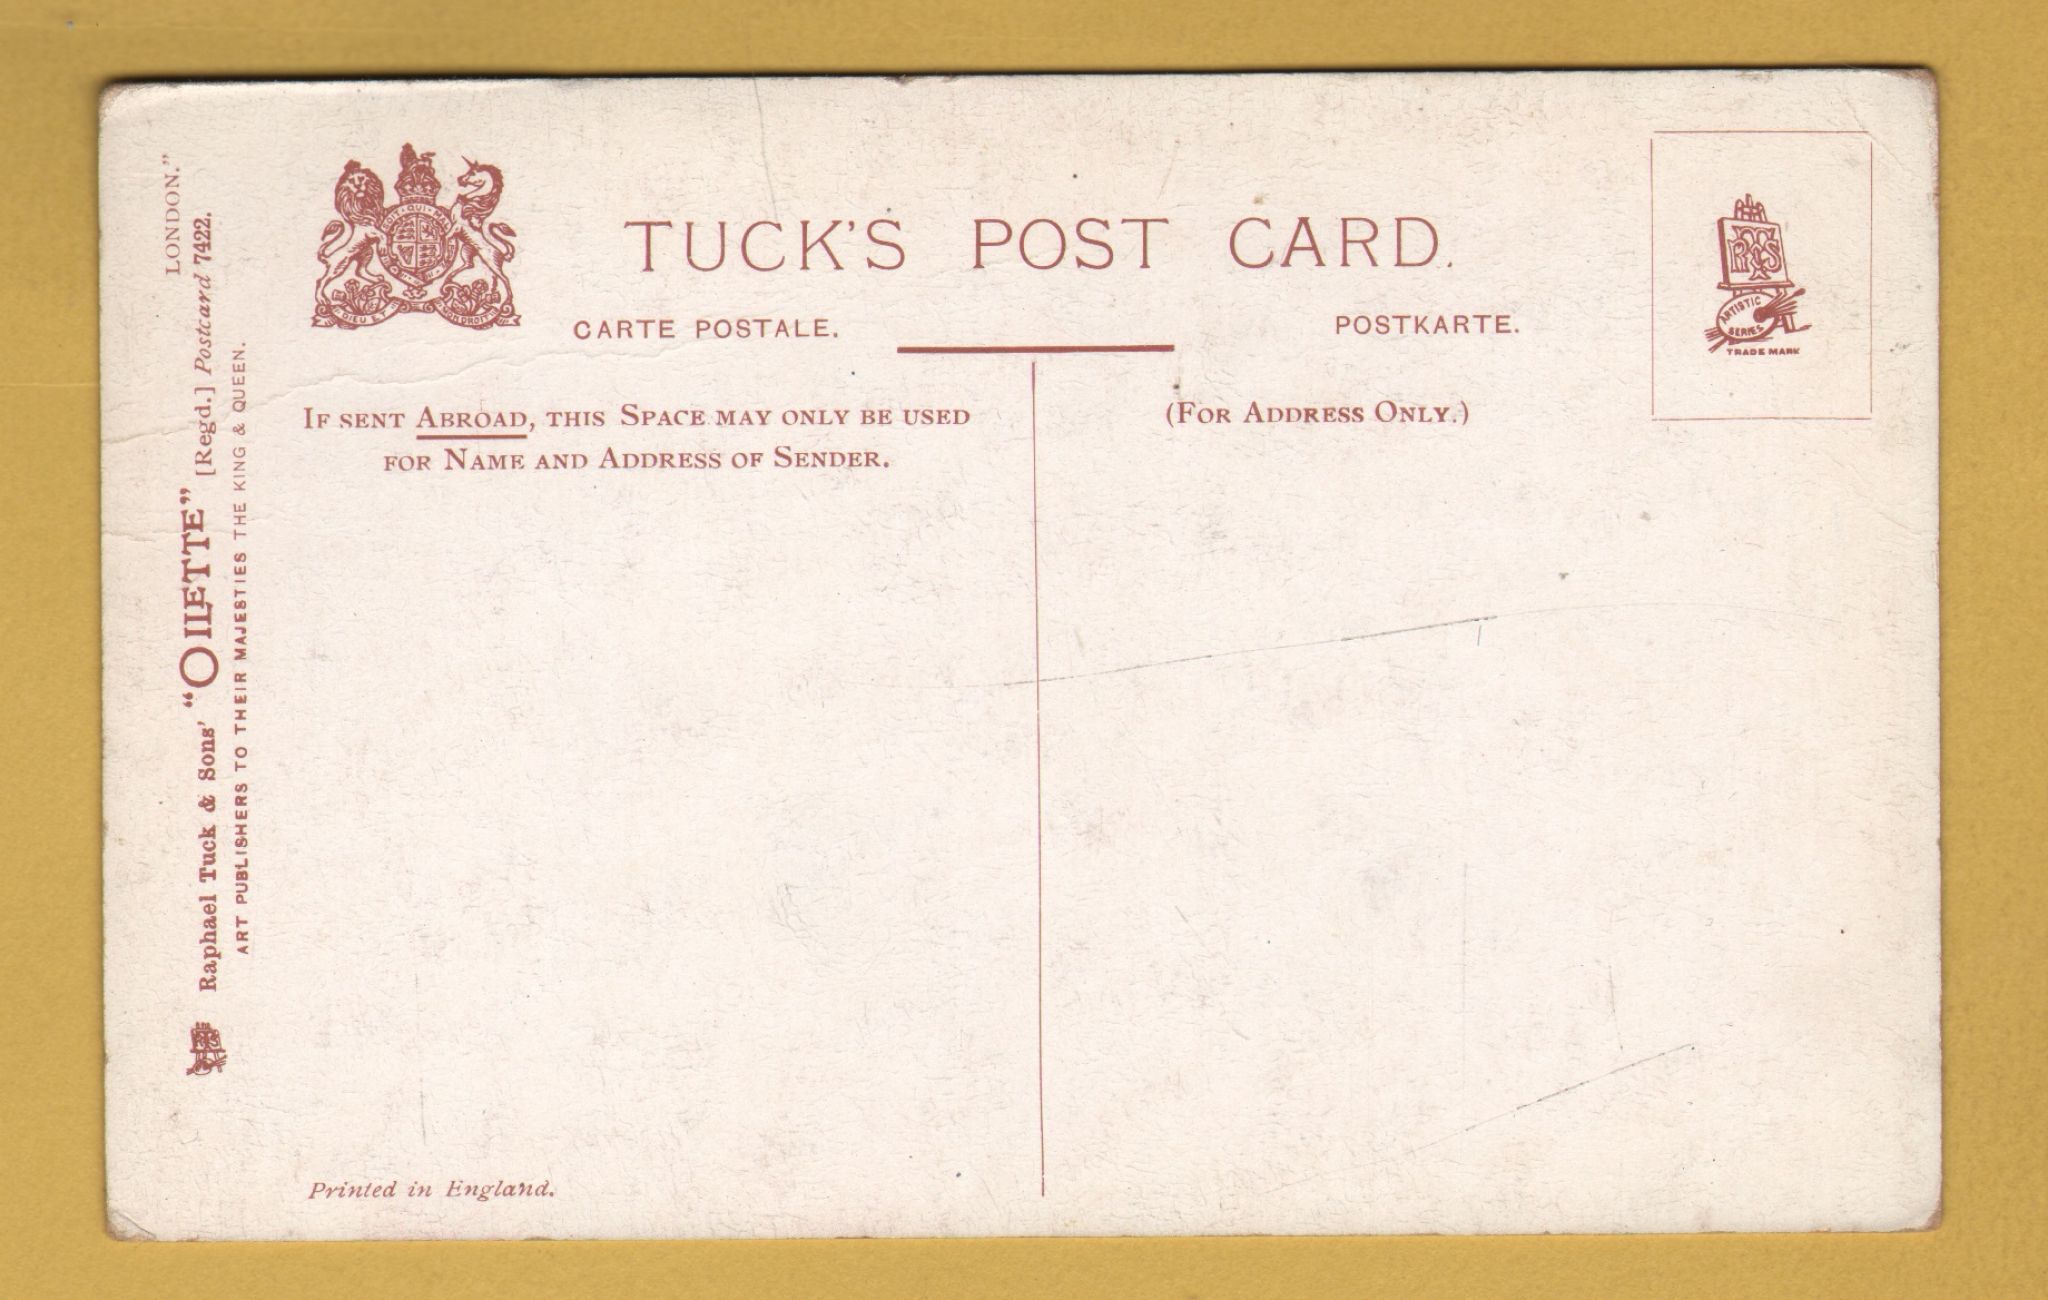 TUCK'S POST CARD.
CARTE POSTALE.
POSTKARTE.
IF SENT ABROAD, THIS SPACE MAY ONLY BE USED
FOR NAME AND ADDRESS OF SENDER.
(FOR ADDRESS ONLY.)
RTS
ARTISTIC
SERIES
TRADE MARK
LONDON."
Raphael Tuck & Sons' "OILETTE" [Regd.] Postcard 7422.
ART PUBLISHERS TO THEIR MAJESTIES THE KING & QUEEN.
DIEU ET
MON DROIT
Printed in England.